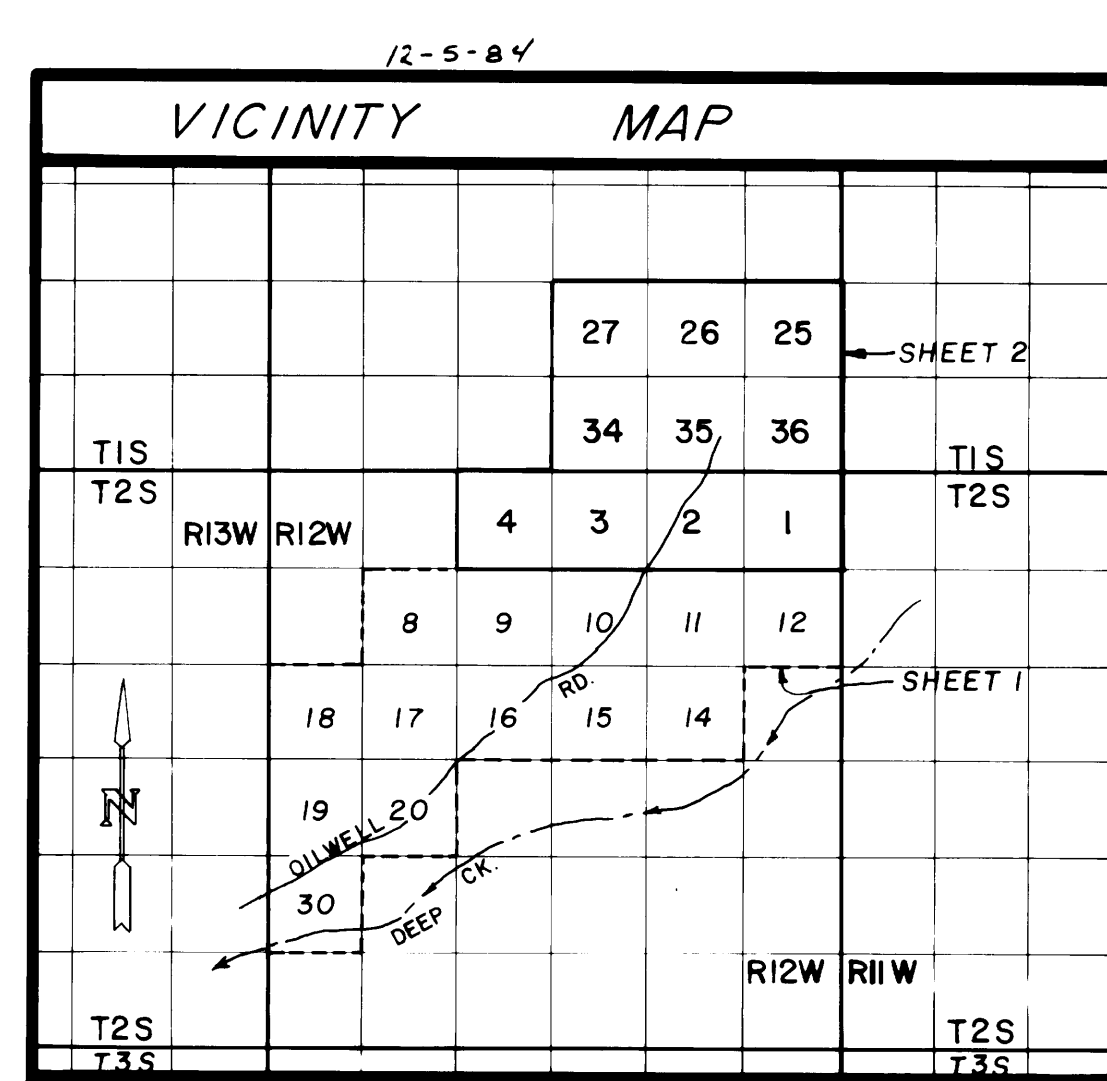 12-5-84
VICINITY MAP
27 26 25
SHEET 2
34 35 36
T1S T1S
T2S T2S
R13W R12W 4 3 2 1
8 9 10 11 12
RD. SHEET 1
18 17 16 15 14
N 19 20
OILWELL
CK.
30
DEEP
R12W R11W
T2S T2S
T3S T3S